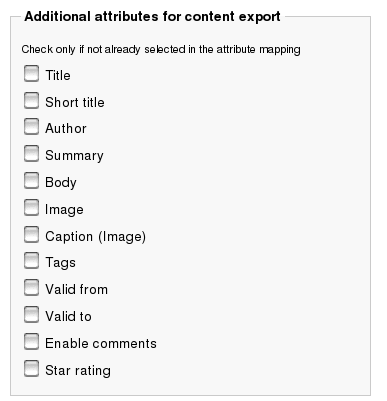 Additional attributes for content export
Check only if not already selected in the attribute mapping
Title
Short title
Author
Summary
Body
Image
Caption (Image)
Tags
Valid from
Valid to
Enable comments
Star rating